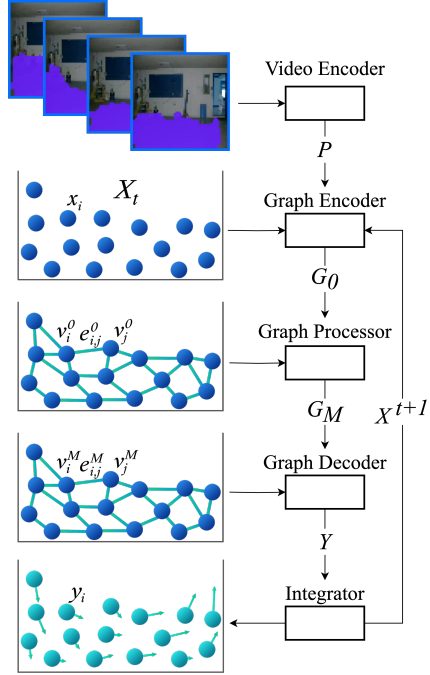 Video Encoder
P
x_i
X_t
Graph Encoder
G_0
v_i^0 e_{i,j}^0 v_j^0
Graph Processor
G_M
X^{t+1}
v_i^M e_{i,j}^M v_j^M
Graph Decoder
Y
y_i
Integrator